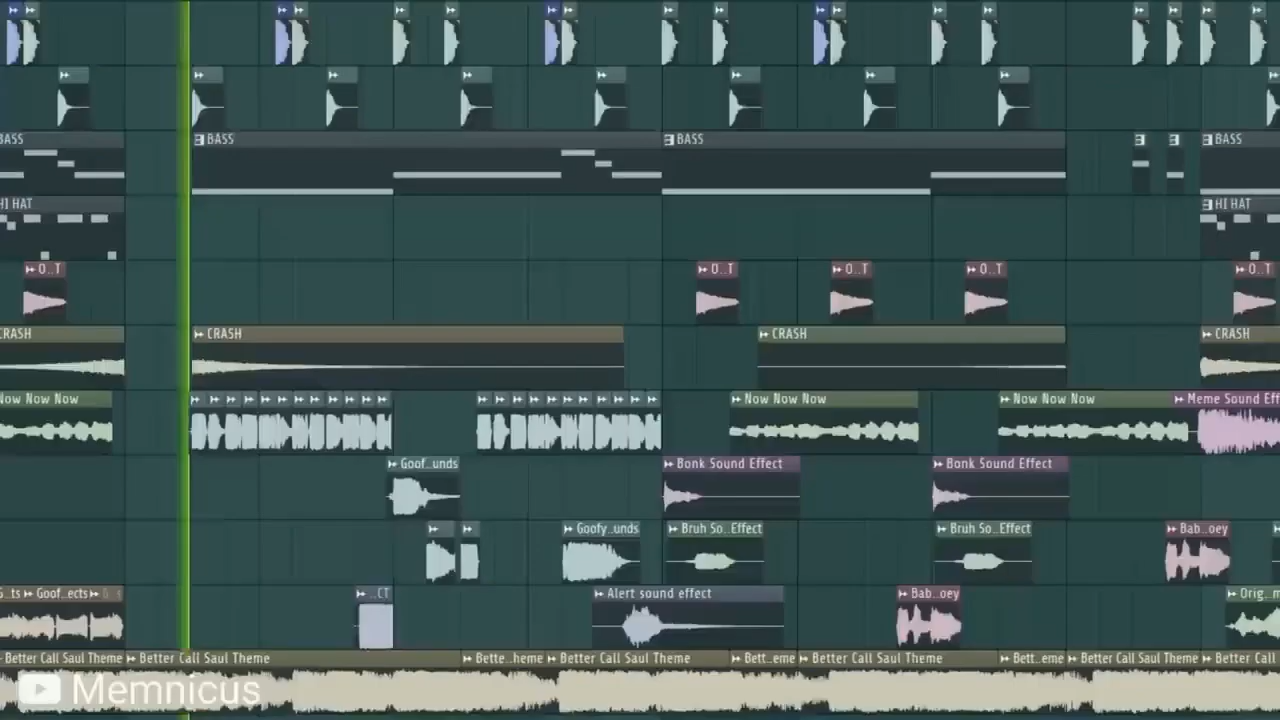 BASS
BASS
BASS
BASS
HI HAT
HI HAT
O..T
O..T
O..T
O..T
O..T
CRASH
CRASH
CRASH
CRASH
Now Now Now
Now Now Now
Now Now Now
Meme Sound Eff
Goof..unds
Bonk Sound Effect
Bonk Sound Effect
Goofy..unds
Bruh So..Effect
Bruh So..Effect
Bab..oey
..ts Goof..ects
..CT
Alert sound effect
Bab..oey
Orig..m
Better Call Saul Theme
Better Call Saul Theme
Bette..heme
Better Call Saul Theme
Bett..eme
Better Call Saul Theme
Bett..eme
Better Call Saul Theme
Better Call
Memnicus